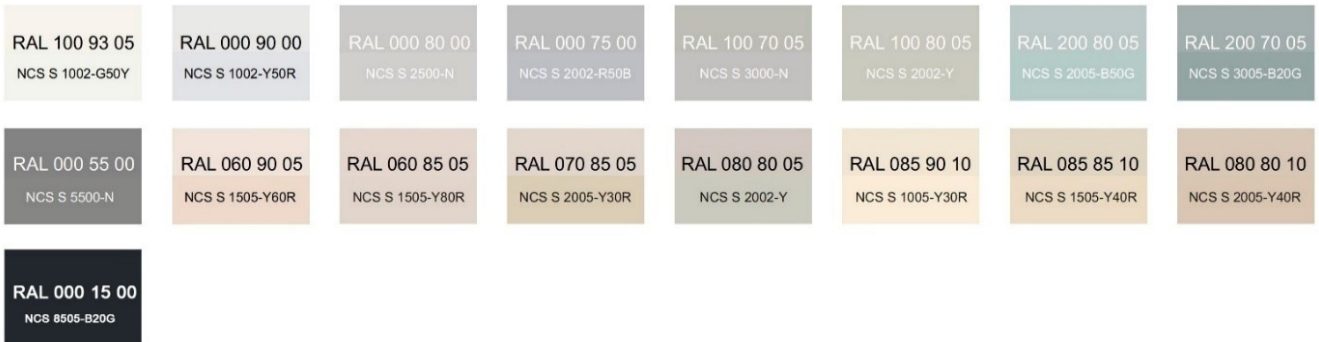 RAL 100 93 05
NCS S 1002-G50Y
RAL 000 90 00
NCS S 1002-Y50R
RAL 000 80 00
NCS S 2500-N
RAL 000 75 00
NCS S 2002-R50B
RAL 100 70 05
NCS S 3000-N
RAL 100 80 05
NCS S 2002-Y
RAL 200 80 05
NCS S 2005-B50G
RAL 200 70 05
NCS S 3005-B20G
RAL 000 55 00
NCS S 5500-N
RAL 060 90 05
NCS S 1505-Y60R
RAL 060 85 05
NCS S 1505-Y80R
RAL 070 85 05
NCS S 2005-Y30R
RAL 080 80 05
NCS S 2002-Y
RAL 085 90 10
NCS S 1005-Y30R
RAL 085 85 10
NCS S 1505-Y40R
RAL 080 80 10
NCS S 2005-Y40R
RAL 000 15 00
NCS 8505-B20G